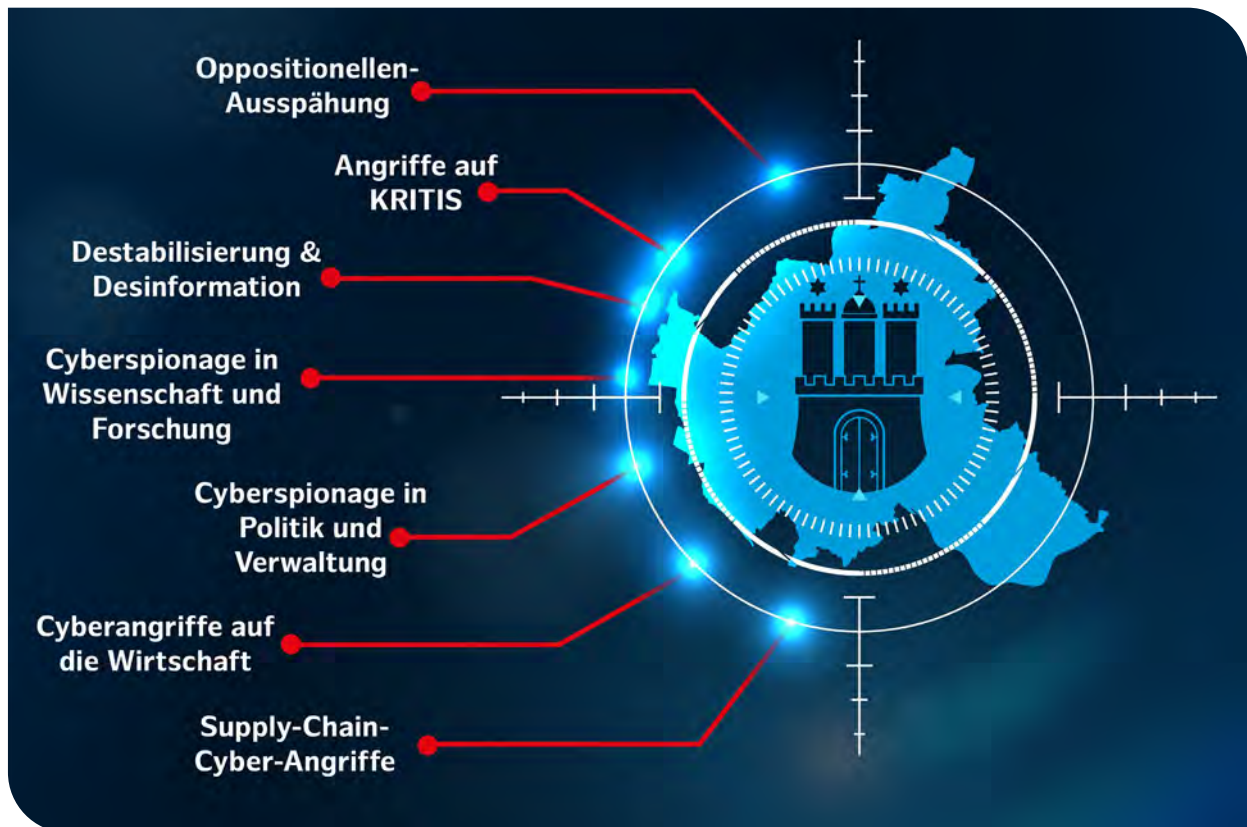 Oppositionellen-
Ausspähung
Angriffe auf
KRITIS
Destabilisierung &
Desinformation
Cyberspionage in
Wissenschaft und
Forschung
Cyberspionage in
Politik und
Verwaltung
Cyberangriffe auf
die Wirtschaft
Supply-Chain-
Cyber-Angriffe